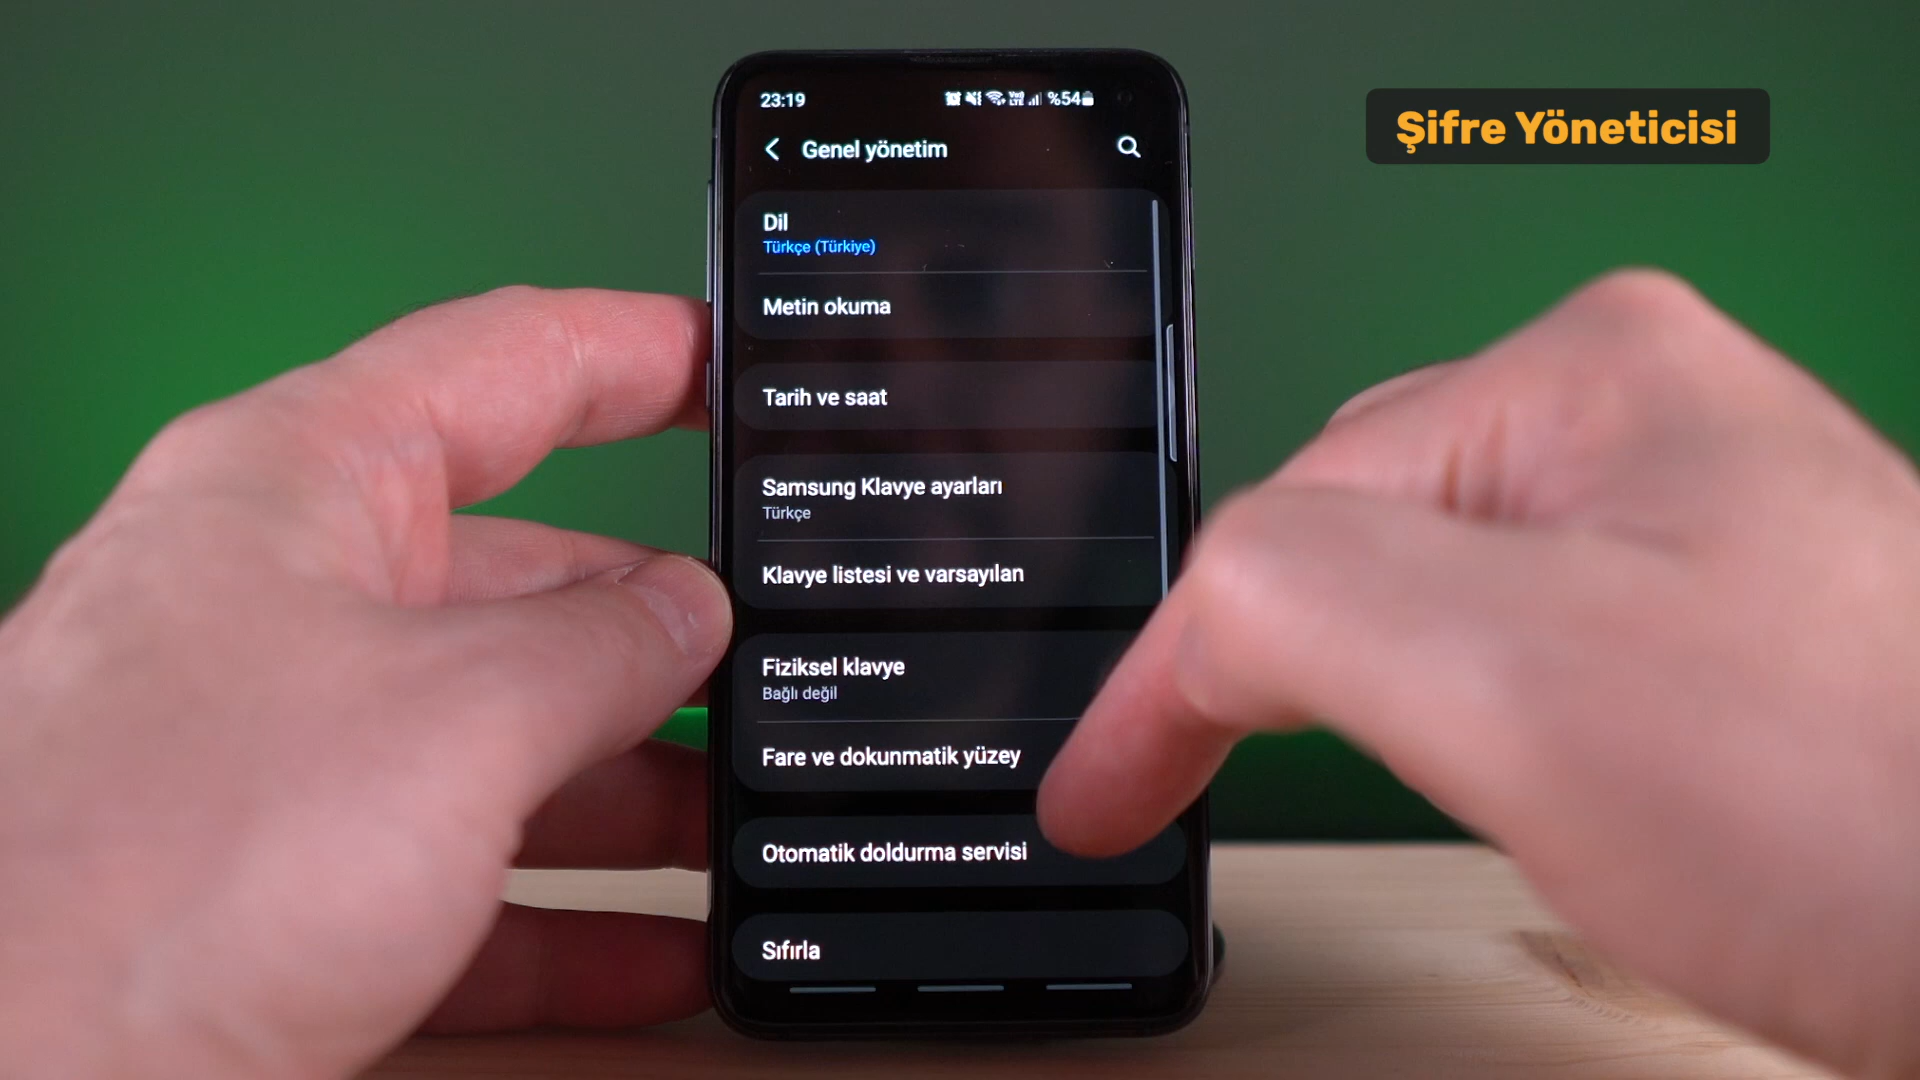 23:19
%54
Şifre Yöneticisi
Genel yönetim
Dil
Türkçe (Türkiye)
Metin okuma
Tarih ve saat
Samsung Klavye ayarları
Türkçe
Klavye listesi ve varsayılan
Fiziksel klavye
Bağlı değil
Fare ve dokunmatik yüzey
Otomatik doldurma servisi
Sıfırla